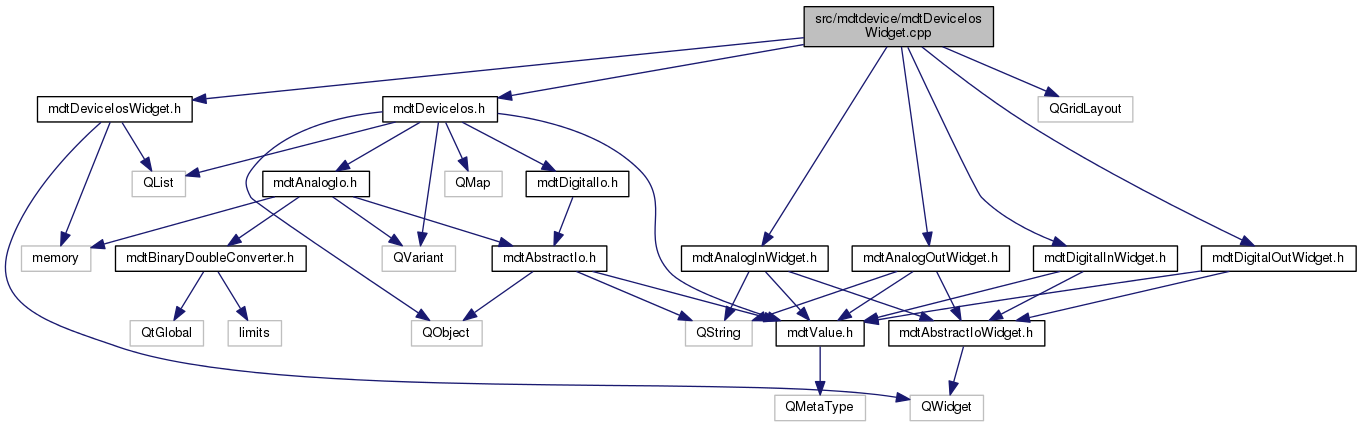 src/mdtdevice/mdtDeviceIos
Widget.cpp
mdtDeviceIosWidget.h
mdtDeviceIos.h
QGridLayout
QList
mdtAnalogIo.h
QMap
mdtDigitalIo.h
memory
mdtBinaryDoubleConverter.h
QVariant
mdtAbstractIo.h
mdtAnalogInWidget.h
mdtAnalogOutWidget.h
mdtDigitalInWidget.h
mdtDigitalOutWidget.h
QtGlobal
limits
QObject
QString
mdtValue.h
mdtAbstractIoWidget.h
QMetaType
QWidget